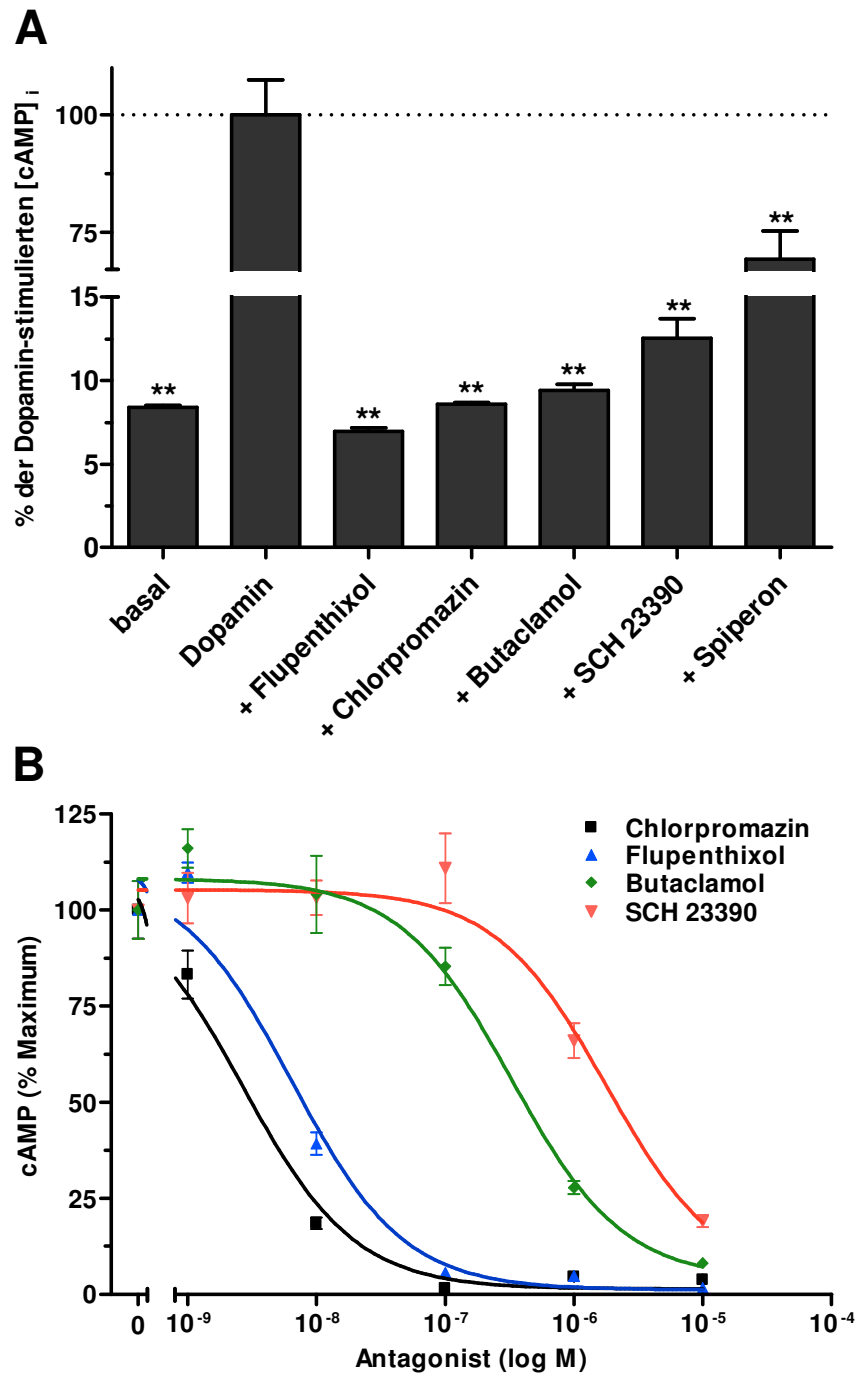 A
% der Dopamin-stimulierten [cAMP] i
100
75
15
10
5
0
**
**
**
**
**
**
basal
Dopamin
+ Flupenthixol
+ Chlorpromazin
+ Butaclamol
+ SCH 23390
+ Spiperon
B
cAMP (% Maximum)
125
100
75
50
25
0
Chlorpromazin
Flupenthixol
Butaclamol
SCH 23390
0 10-9 10-8 10-7 10-6 10-5 10-4
Antagonist (log M)